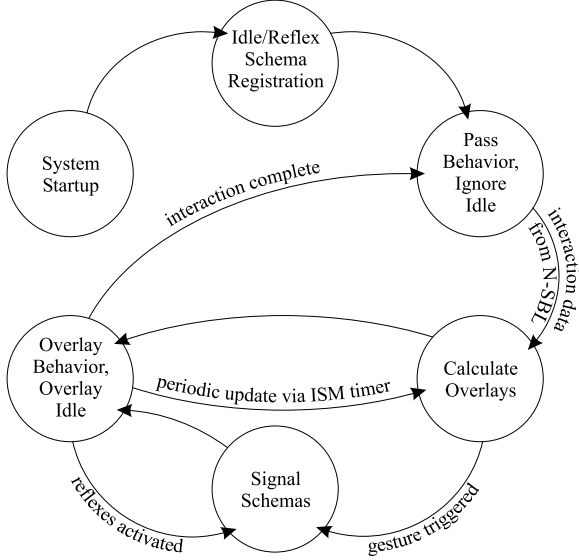 Idle/Reflex
Schema
Registration
System
Startup
Pass
Behavior,
Ignore
Idle
interaction complete
interaction data
from N-SBL
Overlay
Behavior,
Overlay
Idle
periodic update via ISM timer
Calculate
Overlays
Signal
Schemas
reflexes activated
gesture triggered